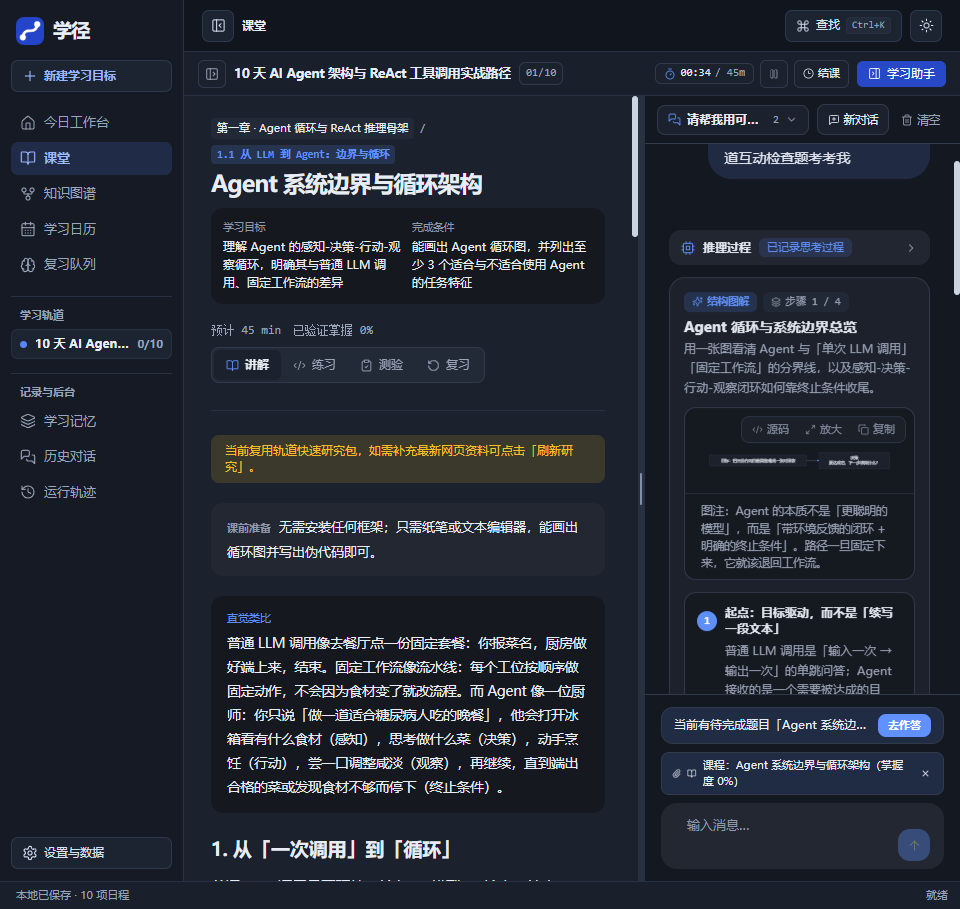 学径
课堂
查找 Ctrl+K
新建学习目标
今日工作台
课堂
知识图谱
学习日历
复习队列
学习轨道
10 天 AI Agen... 0/10
记录与后台
学习记忆
历史对话
运行轨迹
设置与数据
10 天 AI Agent 架构与 ReAct 工具调用实战路径 01/10
00:34 / 45m
结课
学习助手
第一章 · Agent 循环与 ReAct 推理骨架 /
1.1 从 LLM 到 Agent：边界与循环
Agent 系统边界与循环架构
学习目标
理解 Agent 的感知-决策-行动-观
察循环，明确其与普通 LLM 调
用、固定工作流的差异
完成条件
能画出 Agent 循环图，并列出至
少 3 个适合与不适合使用 Agent
的任务特征
预计 45 min 已验证掌握 0%
讲解
练习
测验
复习
当前复用轨道快速研究包，如需补充最新网页资料可点击「刷新研
究」。
课前准备 无需安装任何框架；只需纸笔或文本编辑器，能画出
循环图并写出伪代码即可。
直觉类比
普通 LLM 调用像去餐厅点一份固定套餐：你报菜名，厨房做
好端上来，结束。固定工作流像流水线：每个工位按顺序做
固定动作，不会因为食材变了就改流程。而 Agent 像一位厨
师：你只说「做一道适合糖尿病人吃的晚餐」，他会打开冰
箱看有什么食材（感知），思考做什么菜（决策），动手烹
饪（行动），尝一口调整咸淡（观察），再继续，直到端出
合格的菜或发现食材不够而停下（终止条件）。
1. 从「一次调用」到「循环」
请帮我用可... 2
新对话
清空
道互动检查题考考我
推理过程 已记录思考过程
结构图解 步骤 1 / 4
Agent 循环与系统边界总览
用一张图看清 Agent 与「单次 LLM 调用」
「固定工作流」的分界线，以及感知-决策-
行动-观察闭环如何靠终止条件收尾。
源码 放大 复制
图注：Agent 的本质不是「更聪明的
模型」，而是「带环境反馈的闭环 +
明确的终止条件」。路径一旦固定下
来，它就该退回工作流。
1 起点：目标驱动，而不是「续写
一段文本」
普通 LLM 调用是「输入一次 →
输出一次」的单跳问答；Agent
接收的是一个需要被达成的目
当前有待完成题目「Agent 系统边... 去作答
课程：Agent 系统边界与循环架构（掌握
度 0%）
输入消息...
本地已保存 · 10 项日程
就绪